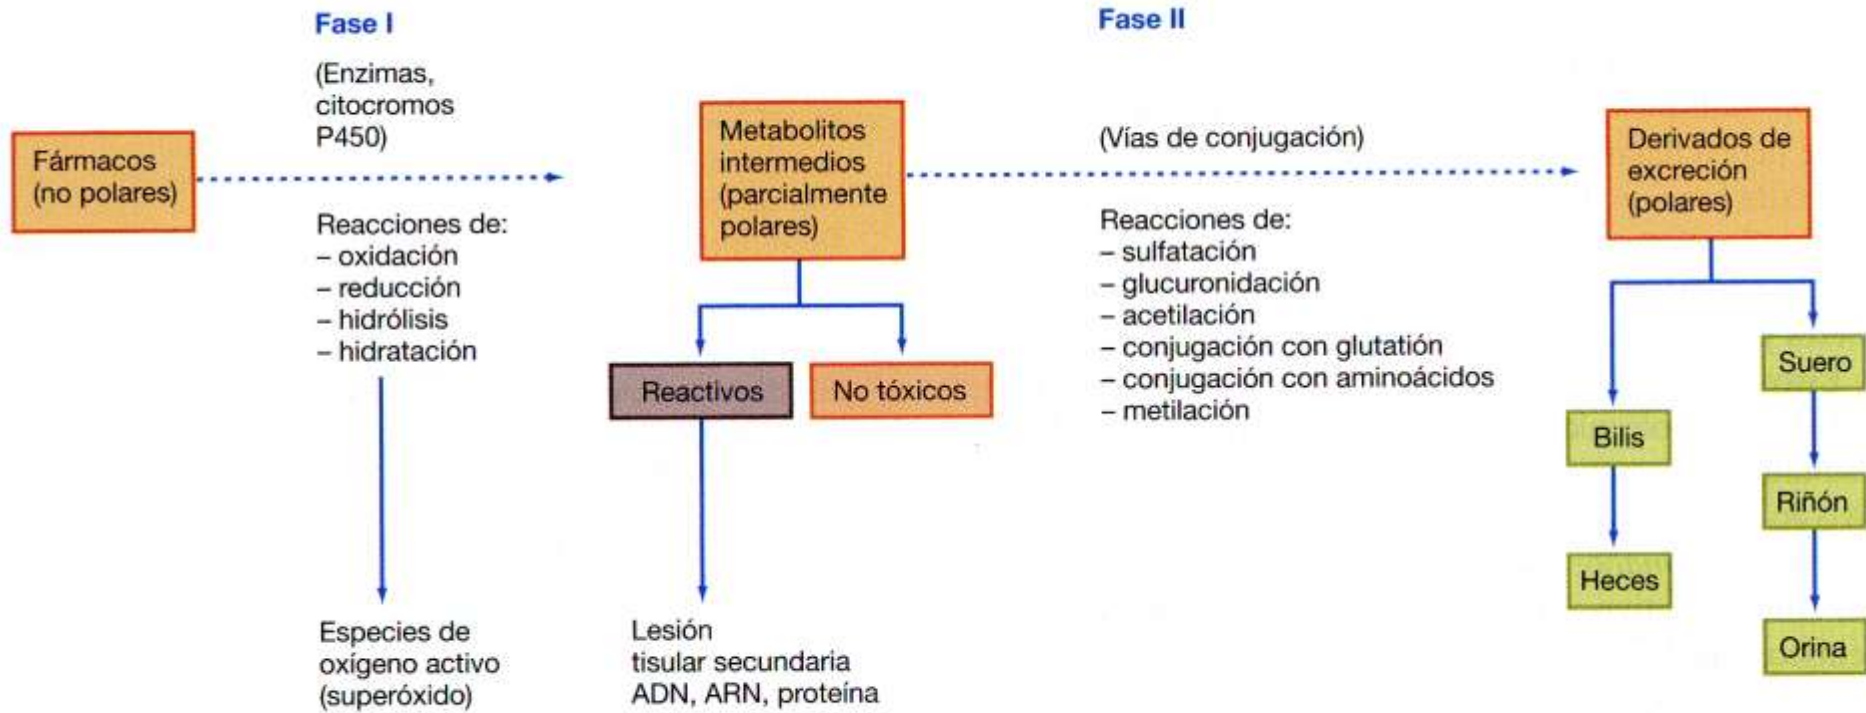 Fase I
(Enzimas,
citocromos
P450)
Fármacos
(no polares)
Reacciones de:
– oxidación
– reducción
– hidrólisis
– hidratación
Especies de
oxígeno activo
(superóxido)
Metabolitos
intermedios
(parcialmente
polares)
Reactivos
No tóxicos
Lesión
tisular secundaria
ADN, ARN, proteína
Fase II
(Vías de conjugación)
Reacciones de:
– sulfatación
– glucuronidación
– acetilación
– conjugación con glutatión
– conjugación con aminoácidos
– metilación
Derivados de
excreción
(polares)
Bilis
Heces
Suero
Riñón
Orina